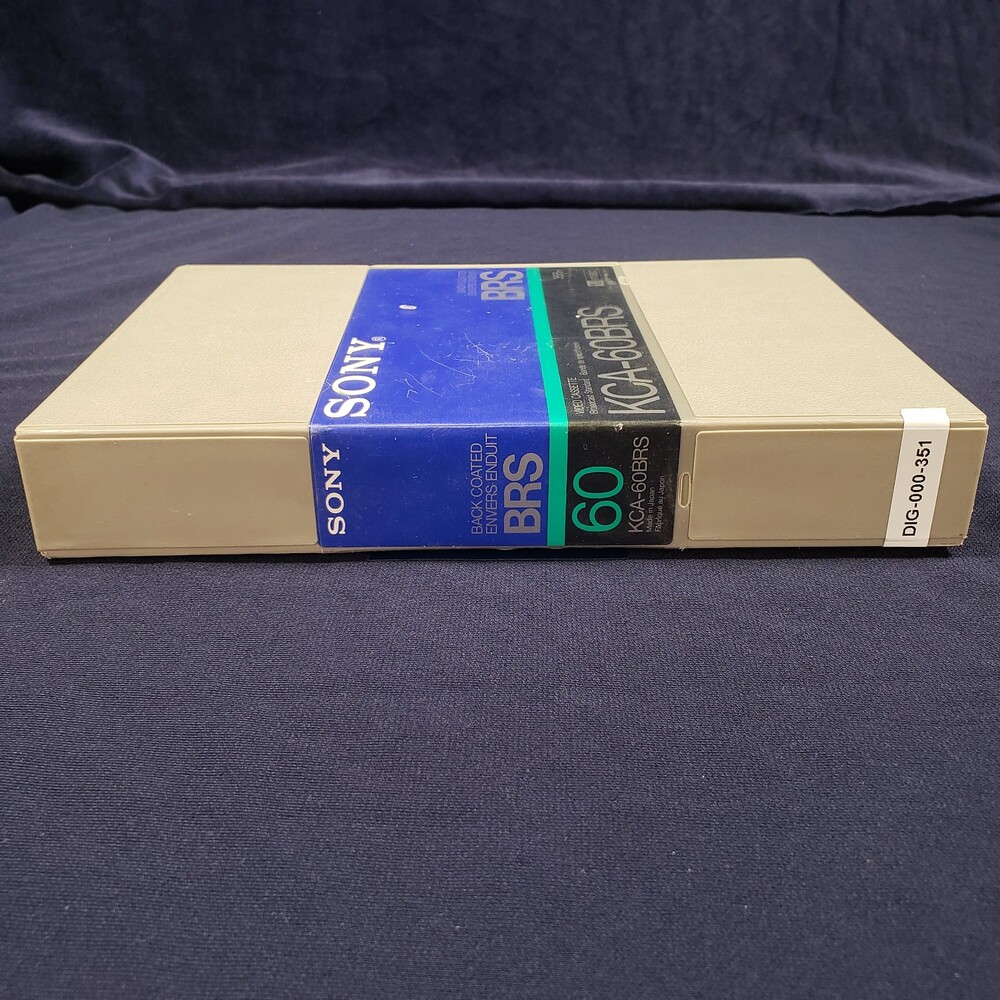 SONY®
BRS
VIDEO CASSETTE
KCA-60BRS
SONY
BACK COATED
ENVERS ENDUIT
BRS
60
KCA-60BRS
Made in Japan
Fabriqué au Japon
DIG-000-351